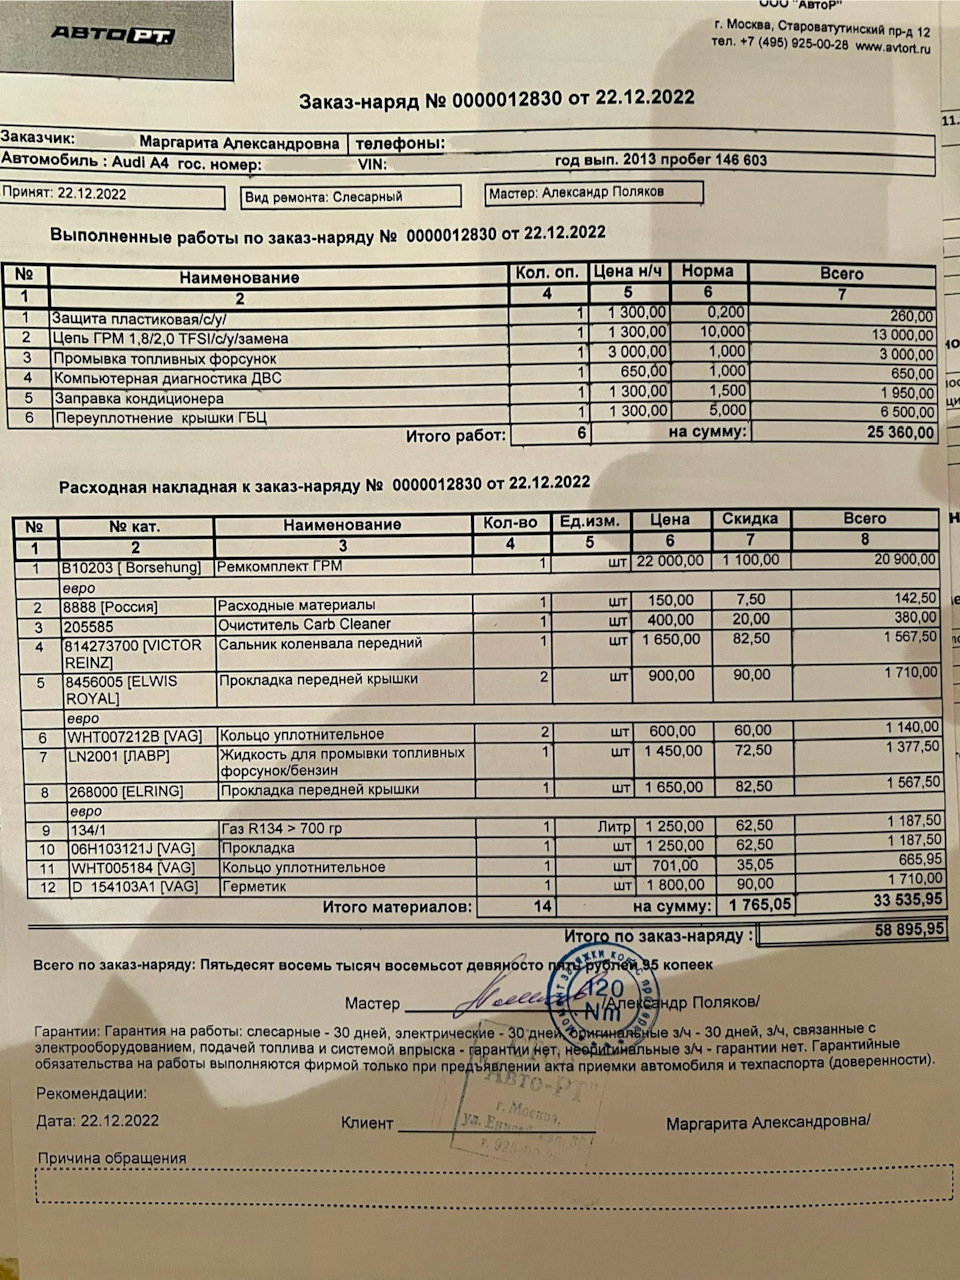 АВТО РТ.
ООО "АвтоР"
г. Москва, Староватутинский пр-д 12
тел. +7 (495) 925-00-28 www.avtort.ru
Заказ-наряд № 0000012830 от 22.12.2022
Заказчик: Маргарита Александровна телефоны:
Автомобиль : Audi A4 гос. номер: VIN: год вып. 2013 пробег 146 603
Принят: 22.12.2022 Вид ремонта: Слесарный Мастер: Александр Поляков
Выполненные работы по заказ-наряду № 0000012830 от 22.12.2022
№ Наименование Кол. оп. Цена н/ч Норма Всего
1 2 4 5 6 7
1 Защита пластиковая/с/у/ 1 1 300,00 0,200 260,00
2 Цепь ГРМ 1,8/2,0 TFSI/с/у/замена 1 1 300,00 10,000 13 000,00
3 Промывка топливных форсунок 1 3 000,00 1,000 3 000,00
4 Компьютерная диагностика ДВС 1 650,00 1,000 650,00
5 Заправка кондиционера 1 1 300,00 1,500 1 950,00
6 Переуплотнение крышки ГБЦ 1 1 300,00 5,000 6 500,00
Итого работ: 6 на сумму: 25 360,00
Расходная накладная к заказ-наряду № 0000012830 от 22.12.2022
№ № кат. Наименование Кол-во Ед.изм. Цена Скидка Всего
1 2 3 4 5 6 7 8
1 B10203 [ Borsehung] Ремкомплект ГРМ 1 шт 22 000,00 1 100,00 20 900,00
евро
2 8888 [Россия] Расходные материалы 1 шт 150,00 7,50 142,50
3 205585 Очиститель Carb Cleaner 1 шт 400,00 20,00 380,00
4 814273700 [VICTOR Сальник коленвала передний 1 шт 1 650,00 82,50 1 567,50
REINZ]
5 8456005 [ELWIS Прокладка передней крышки 2 шт 900,00 90,00 1 710,00
ROYAL]
евро
6 WHT007212B [VAG] Кольцо уплотнительное 2 шт 600,00 60,00 1 140,00
7 LN2001 [ЛАВР] Жидкость для промывки топливных 1 шт 1 450,00 72,50 1 377,50
форсунок/бензин
8 268000 [ELRING] Прокладка передней крышки 1 шт 1 650,00 82,50 1 567,50
евро
9 134/1 Газ R134 > 700 гр 1 Литр 1 250,00 62,50 1 187,50
10 06H103121J [VAG] Прокладка 1 шт 1 250,00 62,50 1 187,50
11 WHT005184 [VAG] Кольцо уплотнительное 1 шт 701,00 35,05 665,95
12 D 154103A1 [VAG] Герметик 1 шт 1 800,00 90,00 1 710,00
Итого материалов: 14 на сумму: 1 765,05 33 535,95
Итого по заказ-наряду : 58 895,95
Всего по заказ-наряду: Пятьдесят восемь тысяч восемьсот девяносто пять рублей 95 копеек
Мастер /Александр Поляков/
120
Nm
Гарантии: Гарантия на работы: слесарные - 30 дней, электрические - 30 дней, оригинальные з/ч - 30 дней, з/ч, связанные с
электрооборудованием, подачей топлива и системой впрыска - гарантии нет, неоригинальные з/ч - гарантии нет. Гарантийные
обязательства на работы выполняются фирмой только при предъявлении акта приемки автомобиля и техпаспорта (доверенности).
"Авто-РТ"
г. Москва,
Рекомендации:
Дата: 22.12.2022 Клиент Маргарита Александровна/
Причина обращения